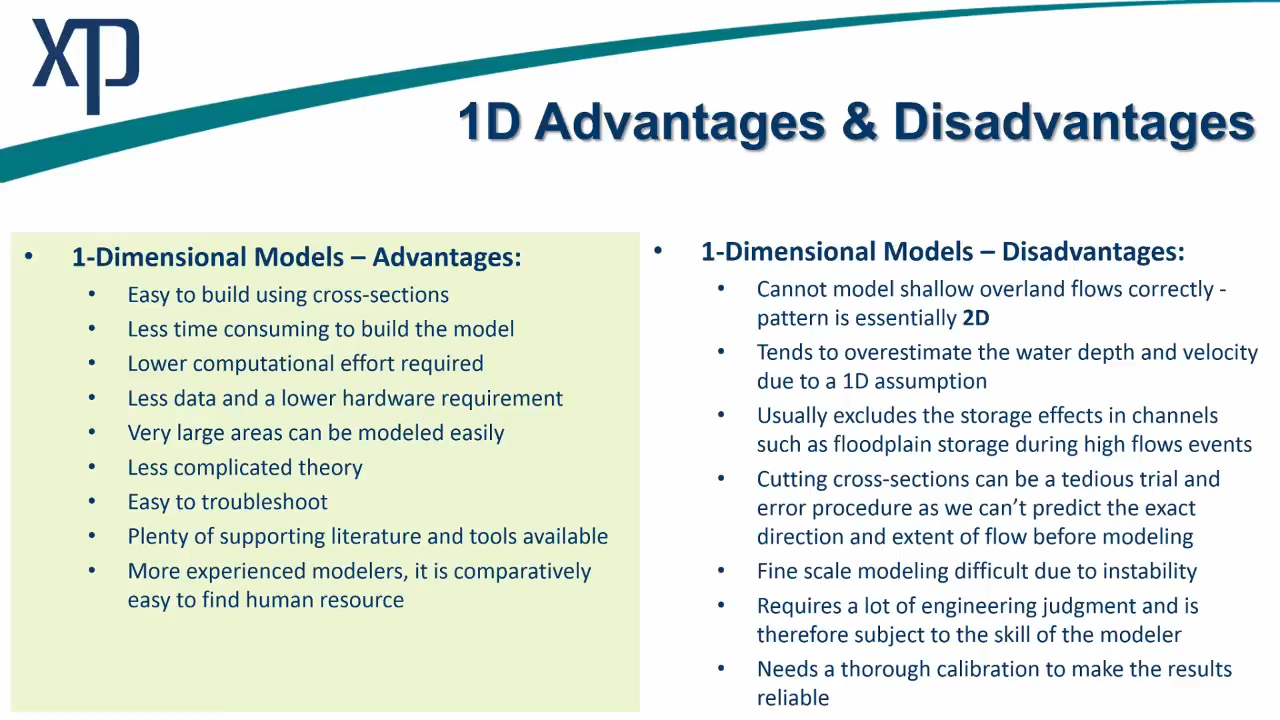 xp
1D Advantages & Disadvantages
• 1-Dimensional Models – Advantages:
• Easy to build using cross-sections
• Less time consuming to build the model
• Lower computational effort required
• Less data and a lower hardware requirement
• Very large areas can be modeled easily
• Less complicated theory
• Easy to troubleshoot
• Plenty of supporting literature and tools available
• More experienced modelers, it is comparatively
easy to find human resource
• 1-Dimensional Models – Disadvantages:
• Cannot model shallow overland flows correctly -
pattern is essentially 2D
• Tends to overestimate the water depth and velocity
due to a 1D assumption
• Usually excludes the storage effects in channels
such as floodplain storage during high flows events
• Cutting cross-sections can be a tedious trial and
error procedure as we can’t predict the exact
direction and extent of flow before modeling
• Fine scale modeling difficult due to instability
• Requires a lot of engineering judgment and is
therefore subject to the skill of the modeler
• Needs a thorough calibration to make the results
reliable